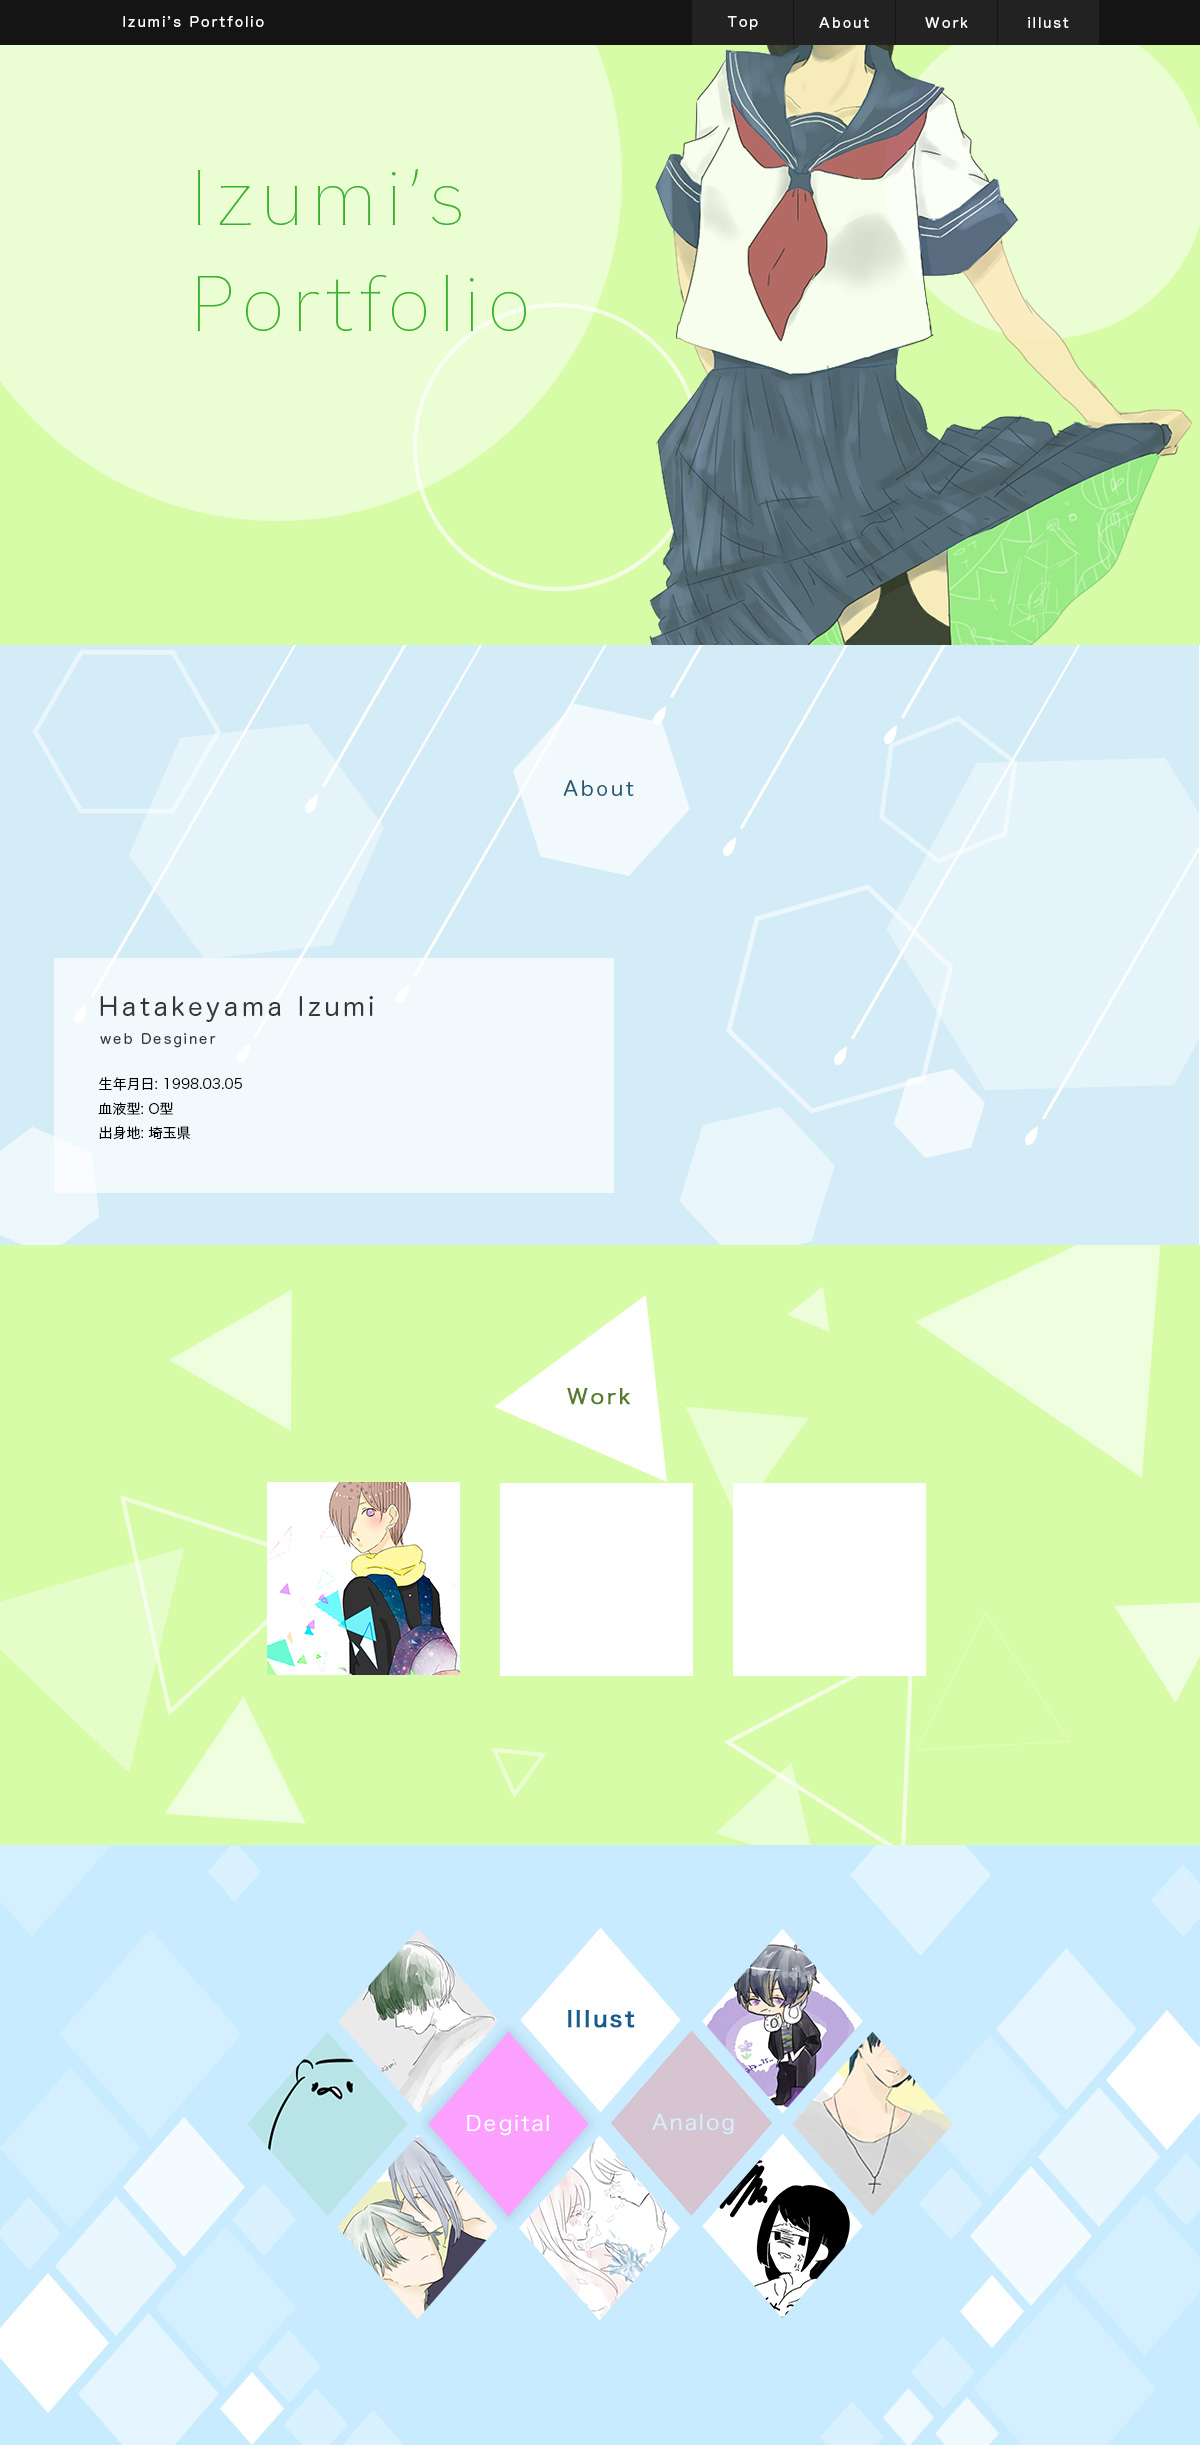 Izumi's Portfolio
Top
About
Work
illust
Izumi's
Portfolio
About
Hatakeyama Izumi
web Desginer
生年月日: 1998.03.05
血液型: O型
出身地: 埼玉県
Work
Illust
Degital
Analog